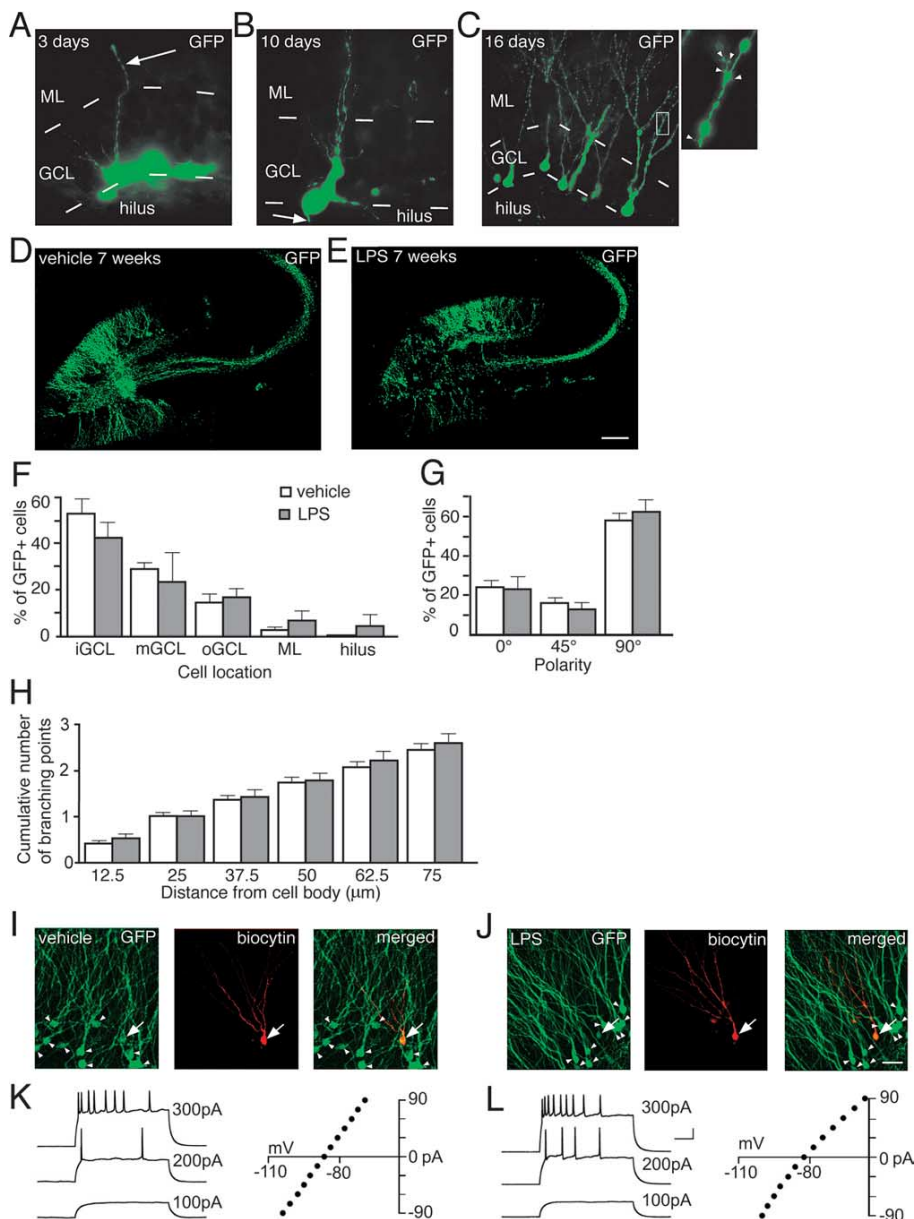 A B C
3 days GFP
10 days GFP
16 days GFP
ML
GCL
hilus
ML
GCL
hilus
ML
GCL
hilus
D E
vehicle 7 weeks GFP
LPS 7 weeks GFP
F
% of GFP+ cells
60
40
20
0
vehicle
LPS
iGCL mGCL oGCL ML hilus
Cell location
G
% of GFP+ cells
60
40
20
0
0° 45° 90°
Polarity
H
Cumulative number
of branching points
3
2
1
0
12.5 25 37.5 50 62.5 75
Distance from cell body (μm)
I
vehicle GFP biocytin merged
J
LPS GFP biocytin merged
K
300pA
200pA
100pA
mV
-110 -80
90
0 pA
-90
L
300pA
200pA
100pA
mV
-110 -80
90
0 pA
-90